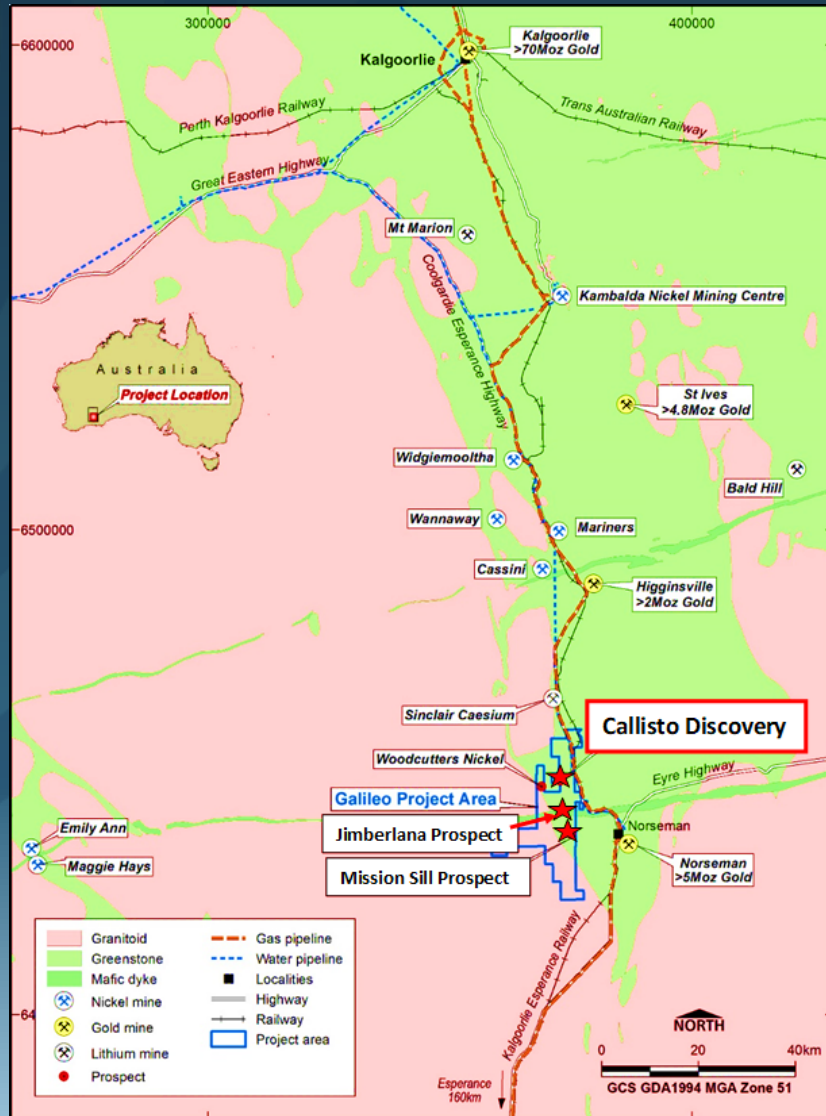 300000
400000
6600000
Kalgoorlie
>70Moz Gold
Kalgoorlie
Perth Kalgoorlie Railway
Trans Australian Railway
Great Eastern Highway
Mt Marion
Coolgardie Esperance Highway
Kambalda Nickel Mining Centre
Australia
Project Location
St Ives
>4.8Moz Gold
Widgiemooltha
Bald Hill
Wannaway
Mariners
6500000
Cassini
Higginsville
>2Moz Gold
Sinclair Caesium
Callisto Discovery
Woodcutters Nickel
Eyre Highway
Galileo Project Area
Emily Ann
Jimberlana Prospect
Norseman
Maggie Hays
Mission Sill Prospect
Norseman
>5Moz Gold
Granitoid
Greenstone
Mafic dyke
Nickel mine
Gold mine
Lithium mine
Prospect
Gas pipeline
Water pipeline
Localities
Highway
Railway
Project area
64
Kalgoorlie Esperance Railway
Esperance
160km
NORTH
0 20 40km
GCS GDA1994 MGA Zone 51